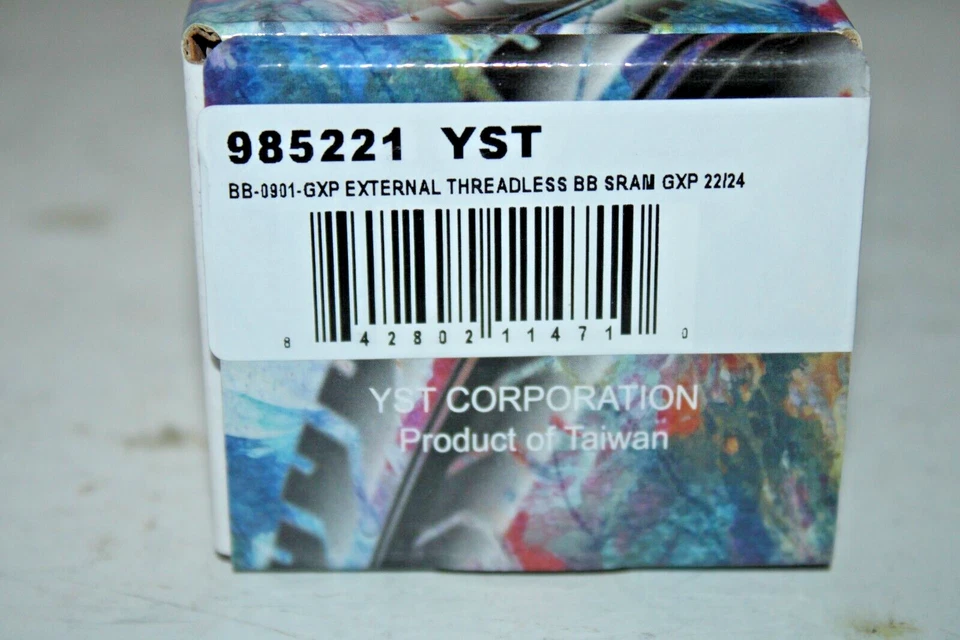 985221 YST
BB-0901-GXP EXTERNAL THREADLESS BB SRAM GXP 22/24
8 42802 11471 0
YST CORPORATION
Product of Taiwan